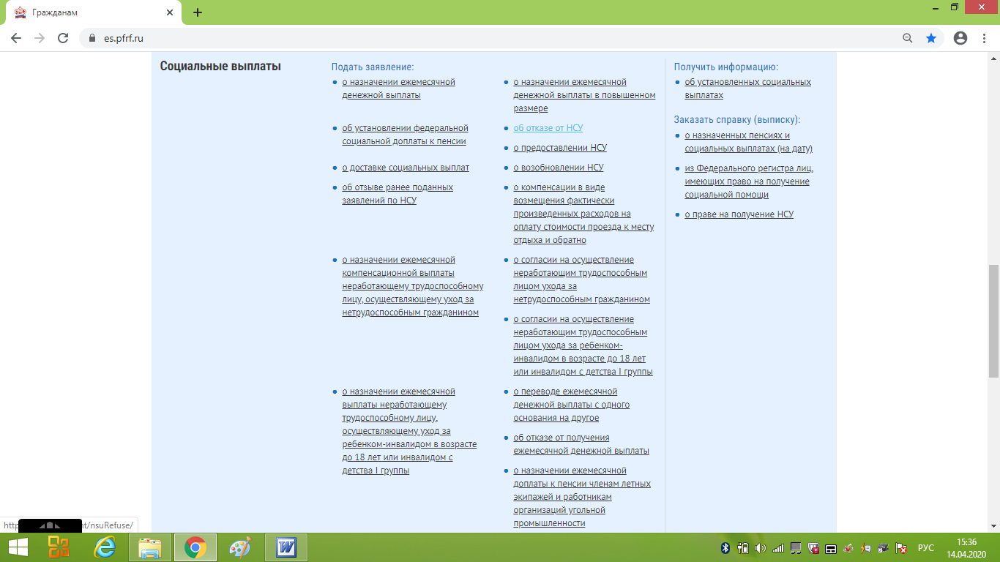 Гражданам
es.pfrf.ru
Социальные выплаты
Подать заявление:
о назначении ежемесячной
денежной выплаты
об установлении федеральной
социальной доплаты к пенсии
о доставке социальных выплат
об отзыве ранее поданных
заявлений по НСУ
о назначении ежемесячной
компенсационной выплаты
неработающему трудоспособному
лицу, осуществляющему уход за
нетрудоспособным гражданином
о назначении ежемесячной
выплаты неработающему
трудоспособному лицу,
осуществляющему уход за
ребенком-инвалидом в возрасте
до 18 лет или инвалидом с
детства I группы
о назначении ежемесячной
денежной выплаты в повышенном
размере
об отказе от НСУ
о предоставлении НСУ
о возобновлении НСУ
о компенсации в виде
возмещения фактически
произведенных расходов на
оплату стоимости проезда к месту
отдыха и обратно
о согласии на осуществление
неработающим трудоспособным
лицом ухода за
нетрудоспособным гражданином
о согласии на осуществление
неработающим трудоспособным
лицом ухода за ребенком-
инвалидом в возрасте до 18 лет
или инвалидом с детства I группы
о переводе ежемесячной
денежной выплаты с одного
основания на другое
об отказе от получения
ежемесячной денежной выплаты
о назначении ежемесячной
доплаты к пенсии членам летных
экипажей и работникам
организаций угольной
промышленности
Получить информацию:
об установленных социальных
выплатах
Заказать справку (выписку):
о назначенных пенсиях и
социальных выплатах (на дату)
из Федерального регистра лиц,
имеющих право на получение
социальной помощи
о праве на получение НСУ
nt/nsuRefuse/
РУС
15:36
14.04.2020